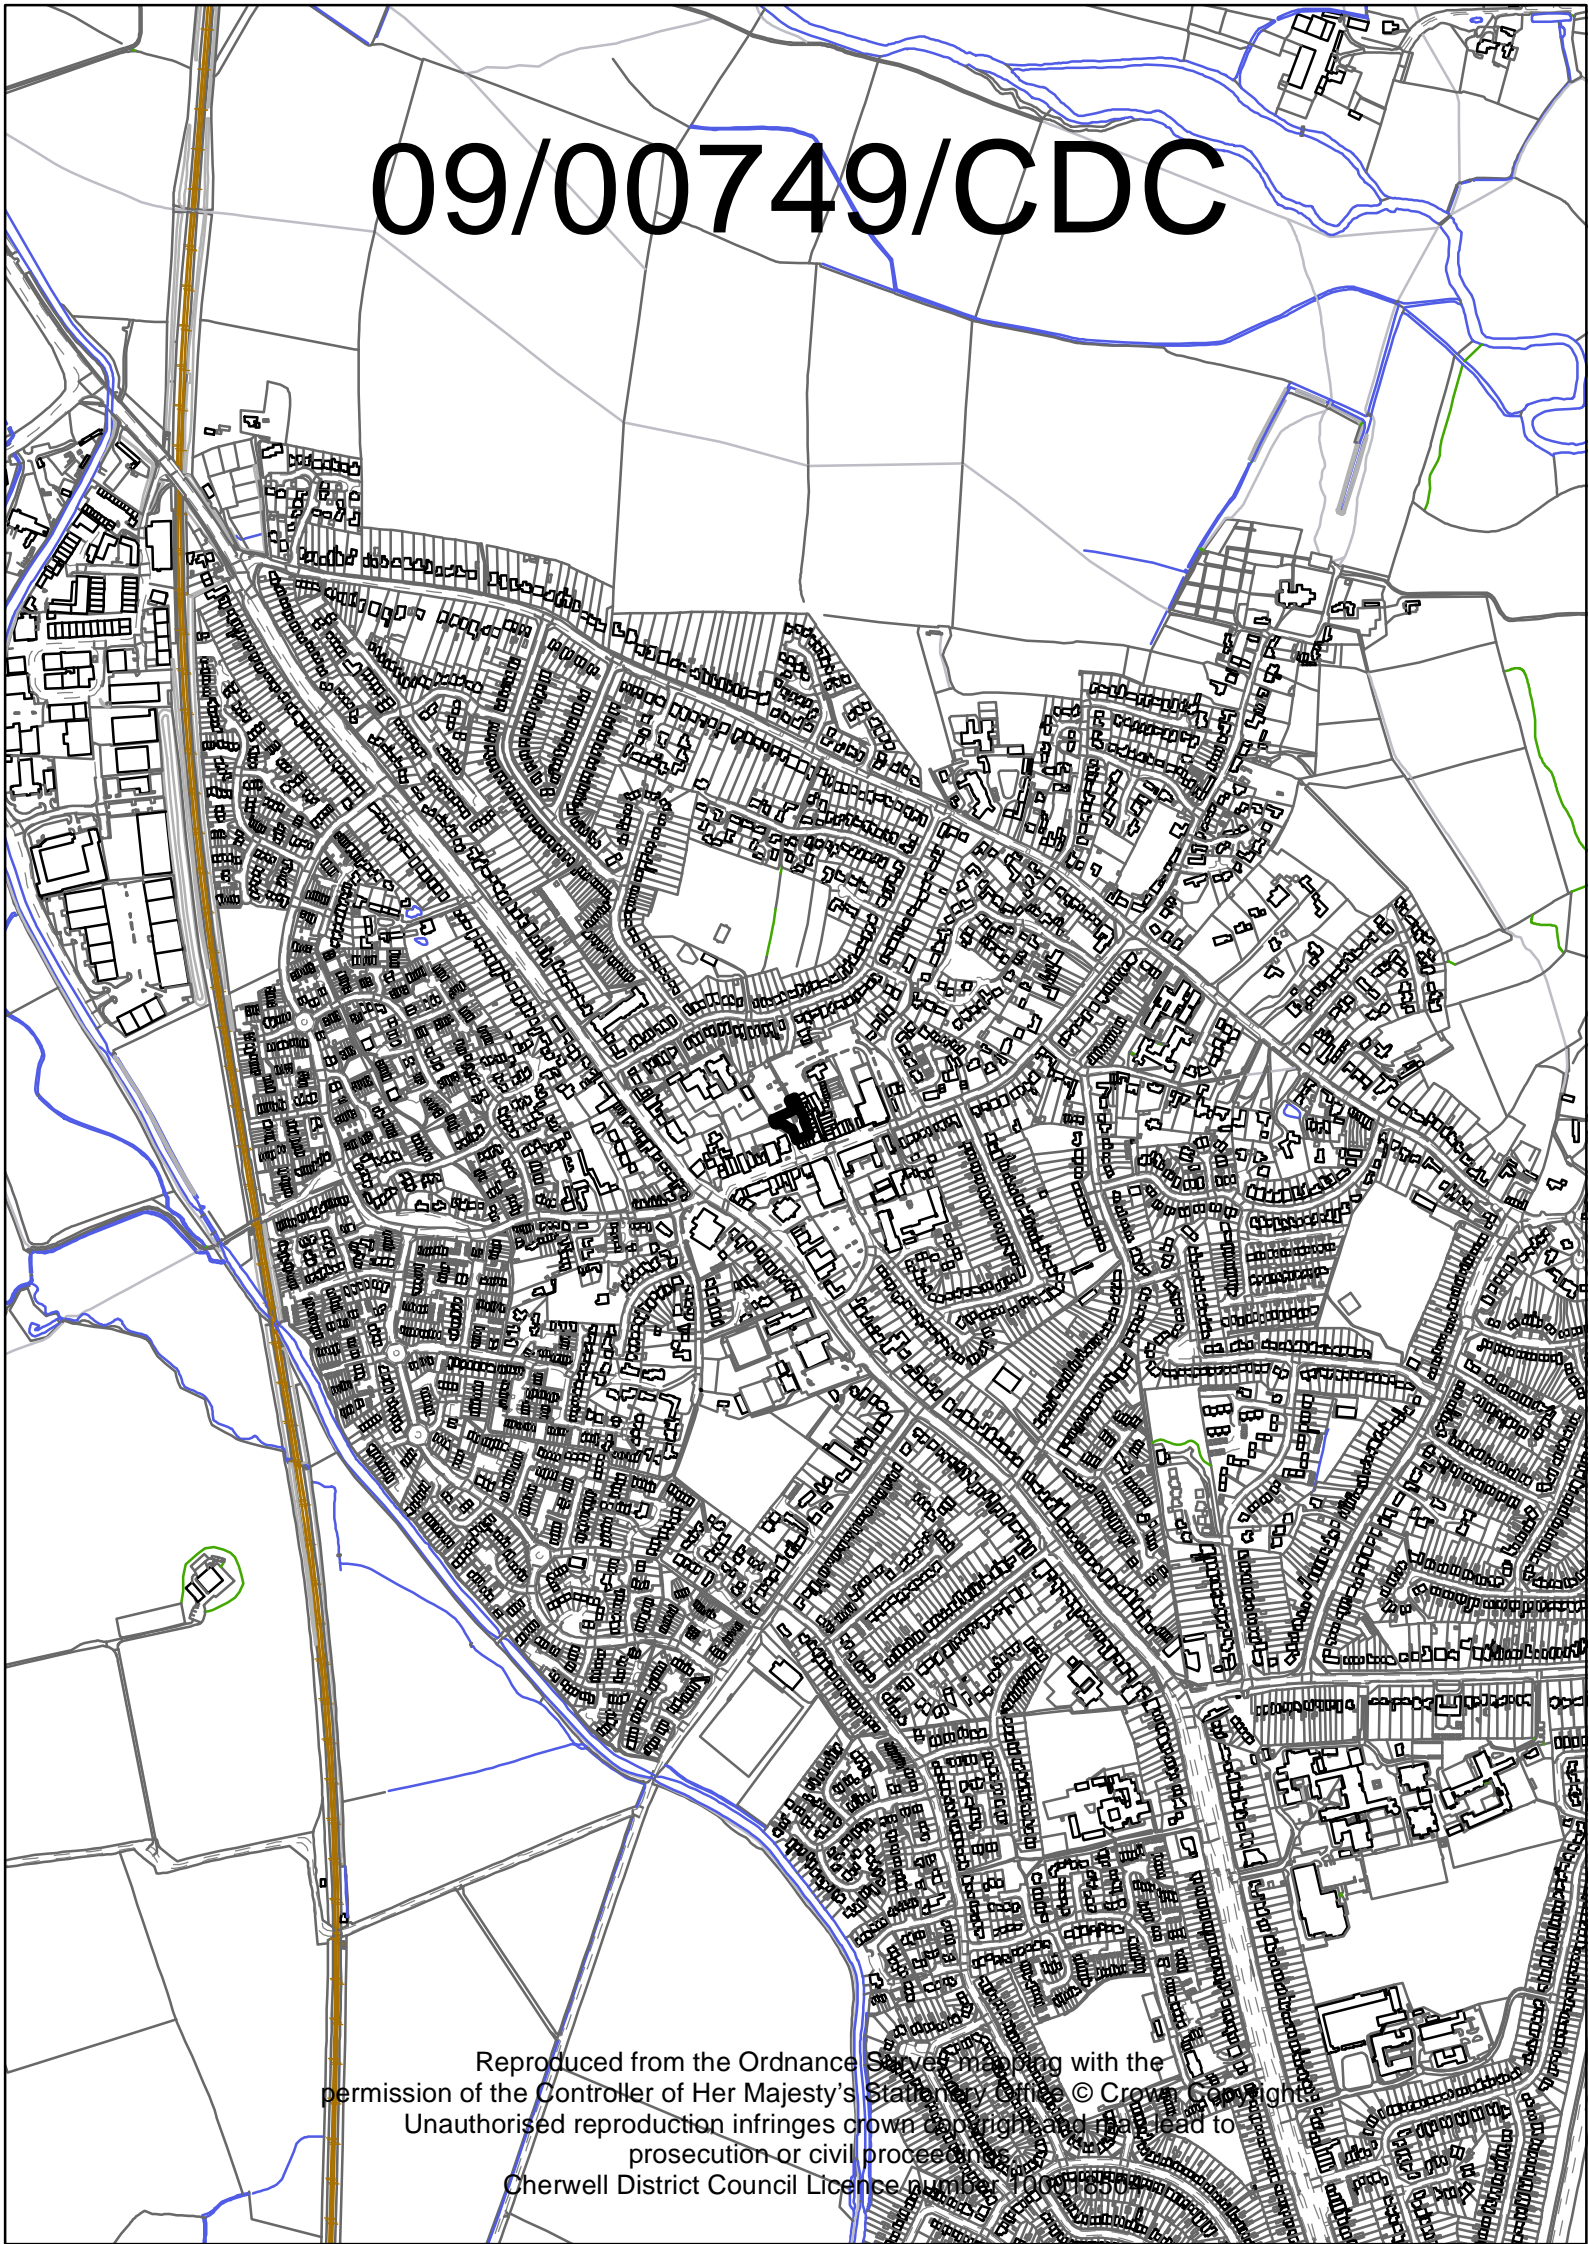 09/00749/CDC
Reproduced from the Ordnance Survey mapping with the
permission of the Controller of Her Majesty's Stationery Office © Crown Copyright
Unauthorised reproduction infringes crown copyright and may lead to
prosecution or civil proceedings
Cherwell District Council Licence number